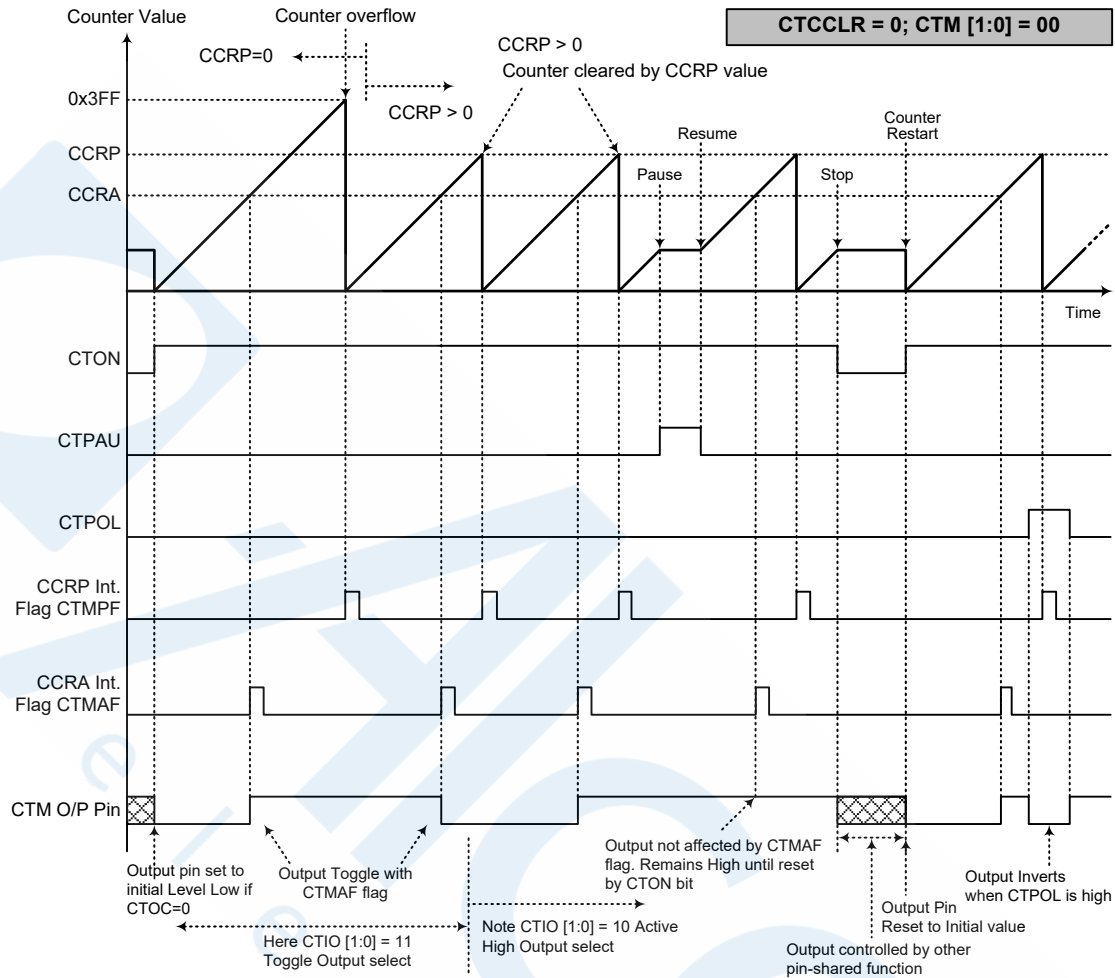 Counter Value
Counter overflow
CTCCLR = 0; CTM [1:0] = 00
CCRP=0
CCRP > 0
CCRP > 0
Counter cleared by CCRP value
0x3FF
CCRP
CCRA
Pause
Resume
Stop
Counter
Restart
Time
CTON
CTPAU
CTPOL
CCRP Int.
Flag CTMPF
CCRA Int.
Flag CTMAF
CTM O/P Pin
Output pin set to
initial Level Low if
CTOC=0
Output Toggle with
CTMAF flag
Output not affected by CTMAF
flag. Remains High until reset
by CTON bit
Output Inverts
when CTPOL is high
Output Pin
Reset to Initial value
Here CTIO [1:0] = 11
Toggle Output select
Note CTIO [1:0] = 10 Active
High Output select
Output controlled by other
pin-shared function